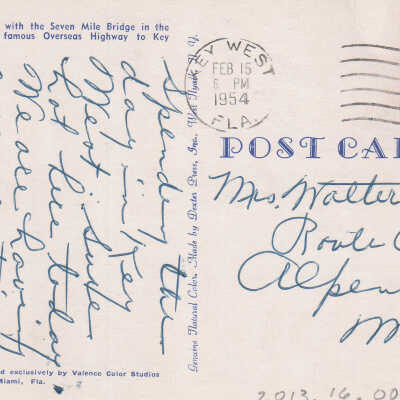 with the Seven Mile Bridge in the
famous Overseas Highway to Key
Spending the
day in Key
West. Sure
hot here today
We are having
d exclusively by Valence Color Studios
Miami, Fla.
Genuine Natural Color. Made by Dexter Press, Inc., West Nyack, N. Y.
KEY WEST
FEB 15
6 PM
1954
FLA.
POST CA
Mrs. Walter
Route
Alpen
M
2013.16.00